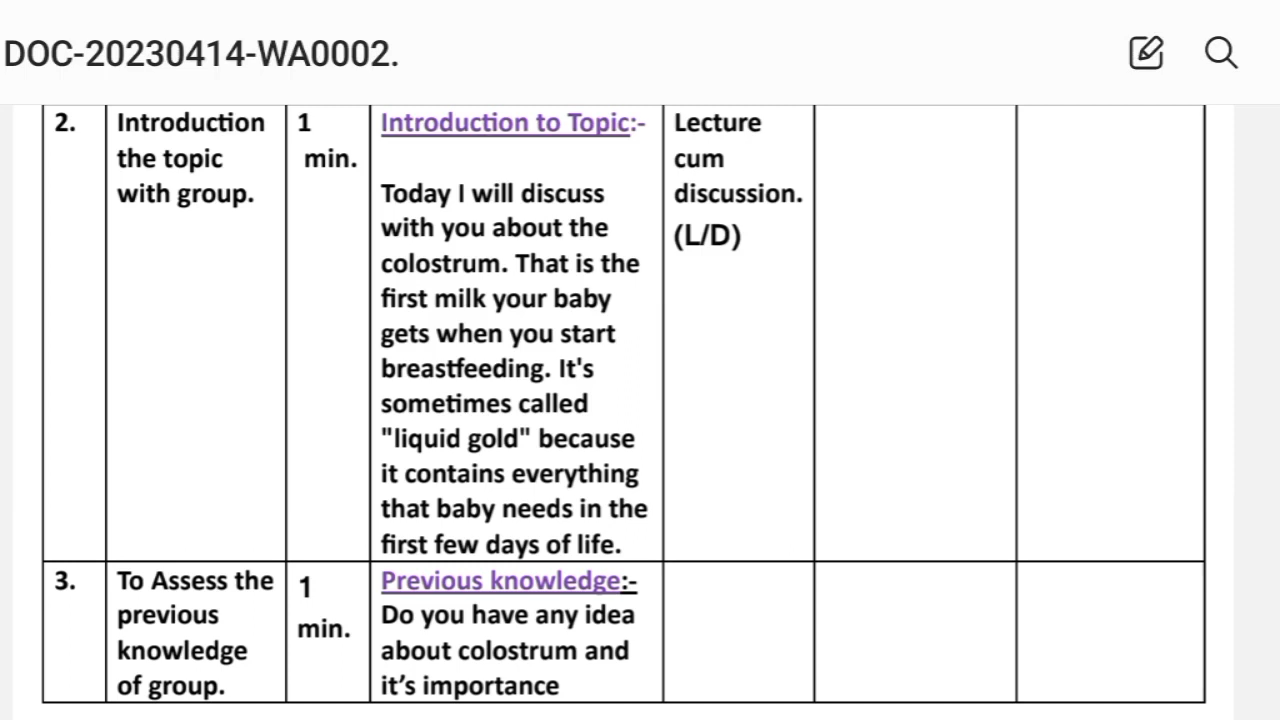 DOC-20230414-WA0002.
2.
Introduction
the topic
with group.
1
min.
Introduction to Topic:-
Today I will discuss
with you about the
colostrum. That is the
first milk your baby
gets when you start
breastfeeding. It's
sometimes called
"liquid gold" because
it contains everything
that baby needs in the
first few days of life.
Lecture
cum
discussion.
(L/D)
3.
To Assess the
previous
knowledge
of group.
1
min.
Previous knowledge:-
Do you have any idea
about colostrum and
it’s importance